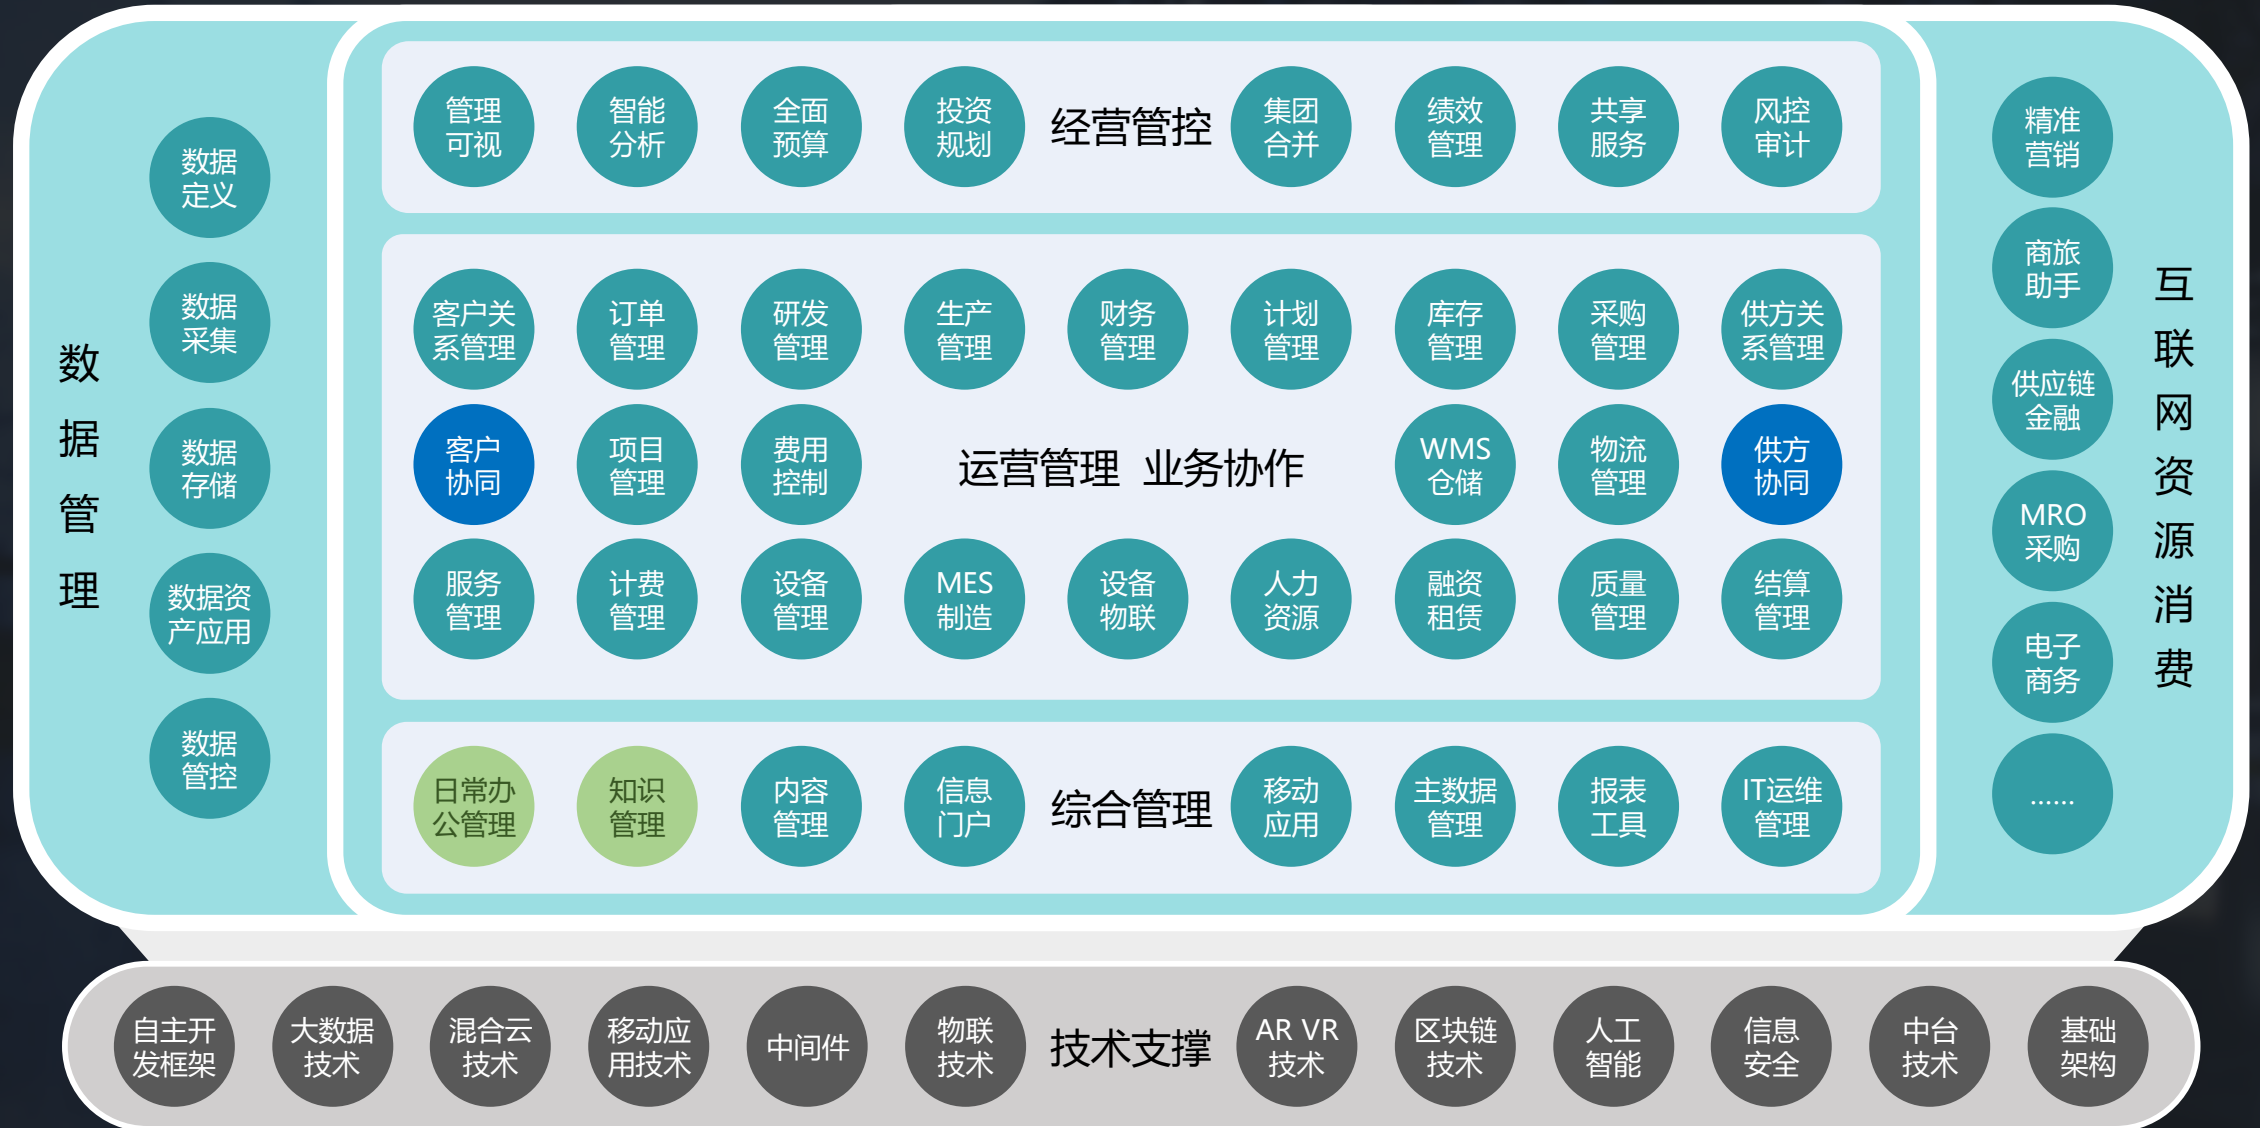 数据管理
数据
定义
数据
采集
数据
存储
数据资
产应用
数据
管控
管理
可视
智能
分析
全面
预算
投资
规划
经营管控
集团
合并
绩效
管理
共享
服务
风控
审计
客户关
系管理
订单
管理
研发
管理
生产
管理
财务
管理
计划
管理
库存
管理
采购
管理
供方关
系管理
客户
协同
项目
管理
费用
控制
运营管理 业务协作
WMS
仓储
物流
管理
供方
协同
服务
管理
计费
管理
设备
管理
MES
制造
设备
物联
人力
资源
融资
租赁
质量
管理
结算
管理
日常办
公管理
知识
管理
内容
管理
信息
门户
综合管理
移动
应用
主数据
管理
报表
工具
IT运维
管理
精准
营销
商旅
助手
供应链
金融
MRO
采购
电子
商务
……
互联网资源消费
自主开
发框架
大数据
技术
混合云
技术
移动应
用技术
中间件
物联
技术
技术支撑
AR VR
技术
区块链
技术
人工
智能
信息
安全
中台
技术
基础
架构